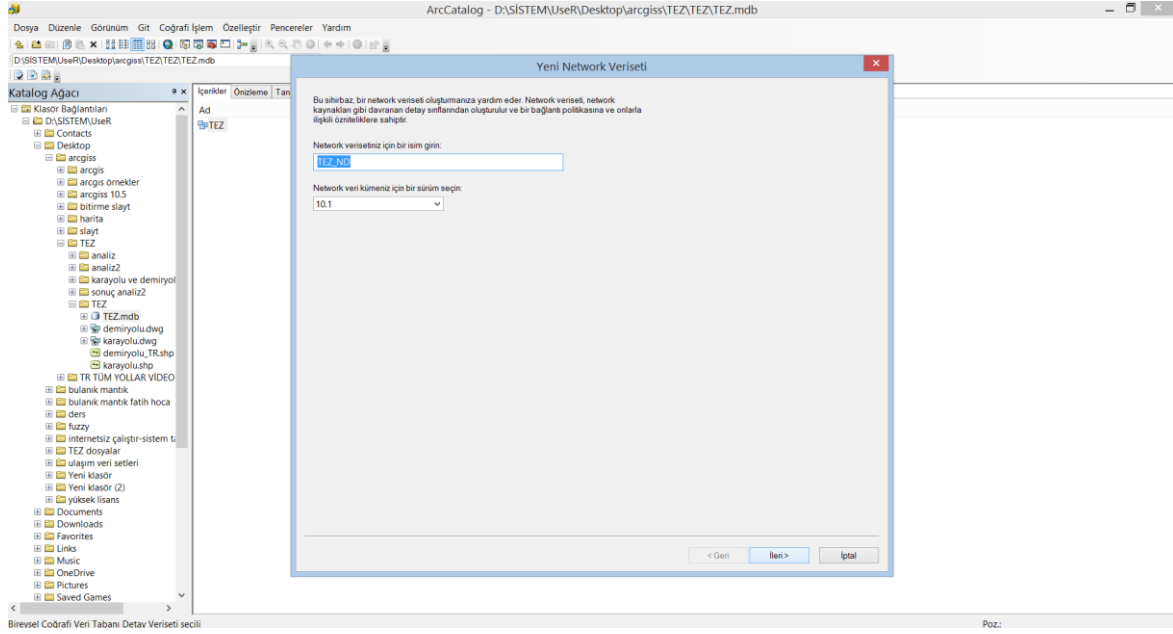 ArcCatalog - D:\SİSTEM\UseR\Desktop\arcgiss\TEZ\TEZ\TEZ.mdb
Dosya Düzenle Görünüm Git Coğrafi İşlem Özelleştir Pencereler Yardım
D:\SİSTEM\UseR\Desktop\arcgiss\TEZ\TEZ\TEZ.mdb
Katalog Ağacı
Klasör Bağlantıları
D:\SİSTEM\UseR
Contacts
Desktop
arcgiss
arcgis
arcgıs örnekler
arcgiss 10.5
bitirme slayt
harita
slayt
TEZ
analiz
analiz2
karayolu ve demiryol
sonuç analiz2
TEZ
TEZ.mdb
demiryolu.dwg
karayolu.dwg
demiryolu_TR.shp
karayolu.shp
TR TÜM YOLLAR VİDEO
bulanık mantık
bulanık mantık fatih hoca
ders
fuzzy
internetsiz çalıştır-sistem ta
TEZ dosyalar
ulaşım veri setleri
Yeni klasör
Yeni klasör (2)
yüksek lisans
Documents
Downloads
Favorites
Links
Music
OneDrive
Pictures
Saved Games
İçerikler Önizleme Tan
Ad
TEZ
Yeni Network Veriseti
Bu sihirbaz, bir network veriseti oluşturmanıza yardım eder. Network veriseti, network
kaynakları gibi davranan detay sınıflarından oluşturulur ve bir bağlantı politikasına ve onlarla
ilişkili özniteliklere sahiptir.
Network verisetiniz için bir isim girin:
TEZ_ND
Network veri kümeniz için bir sürüm seçin:
10.1
< Geri İleri > İptal
Bireysel Coğrafi Veri Tabanı Detay Veriseti seçili
Poz.: